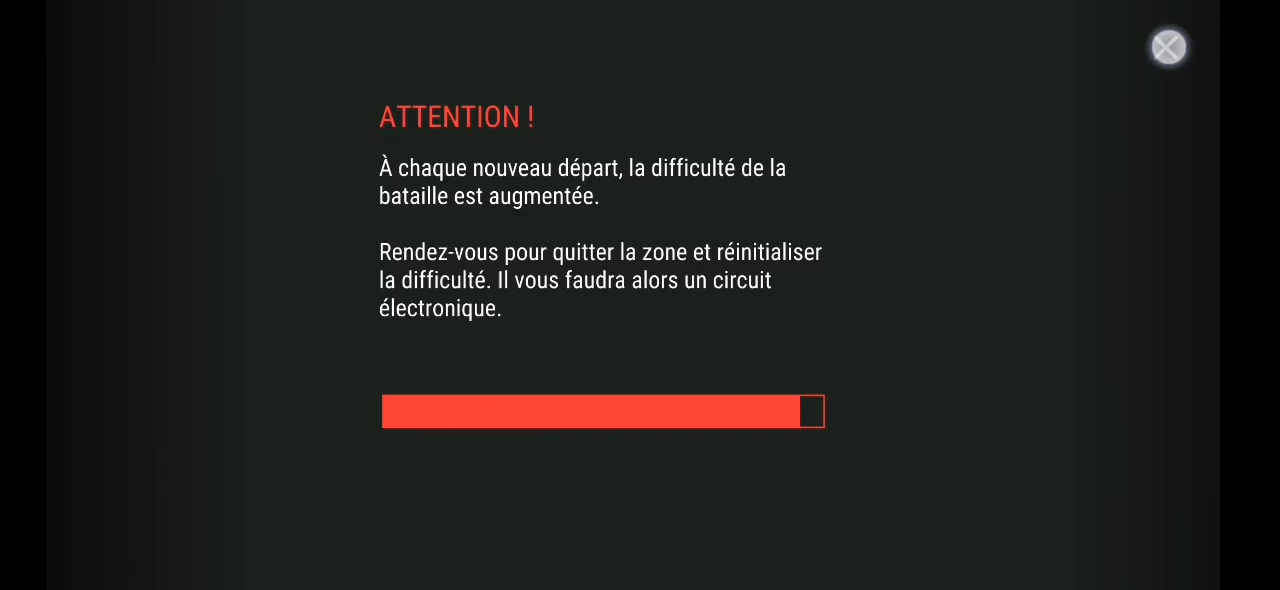 ATTENTION !
À chaque nouveau départ, la difficulté de la
bataille est augmentée.
Rendez-vous pour quitter la zone et réinitialiser
la difficulté. Il vous faudra alors un circuit
électronique.